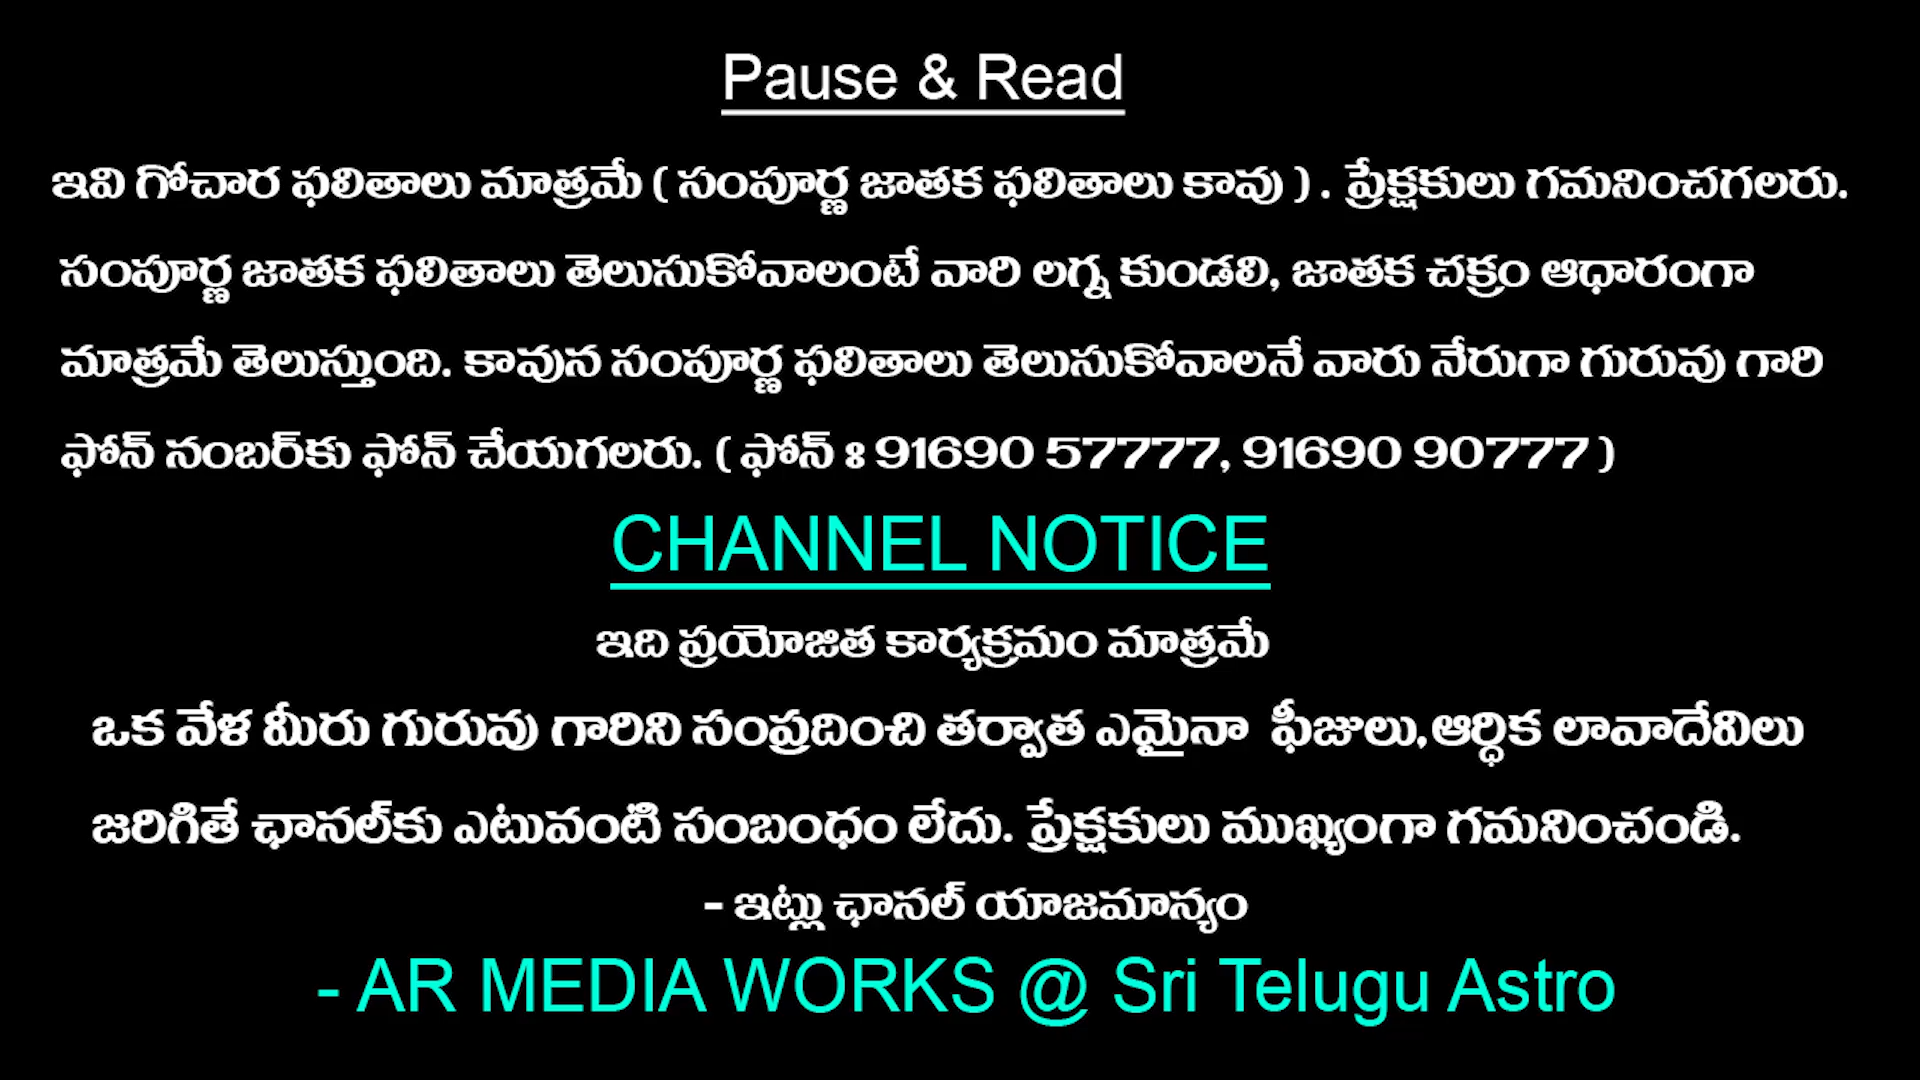 Pause & Read
ఇవి గోచార ఫలితాలు మాత్రమే ( సంపూర్ణ జాతక ఫలితాలు కావు ) . ప్రేక్షకులు గమనించగలరు.
సంపూర్ణ జాతక ఫలితాలు తెలుసుకోవాలంటే వారి లగ్న కుండలి, జాతక చక్రం ఆధారంగా
మాత్రమే తెలుస్తుంది. కావున సంపూర్ణ ఫలితాలు తెలుసుకోవాలనే వారు నేరుగా గురువు గారి
ఫోన్ నంబర్‌కు ఫోన్ చేయగలరు. ( ఫోన్ ః 91690 57777, 91690 90777 )
CHANNEL NOTICE
ఇది ప్రయోజిత కార్యక్రమం మాత్రమే
ఒక వేళ మీరు గురువు గారిని సంప్రదించి తర్వాత ఎమైనా ఫీజులు,ఆర్ధిక లావాదేవిలు
జరిగితే ఛానల్‌కు ఎటువంటి సంబంధం లేదు. ప్రేక్షకులు ముఖ్యంగా గమనించండి.
- ఇట్లు ఛానల్ యాజమాన్యం
- AR MEDIA WORKS @ Sri Telugu Astro